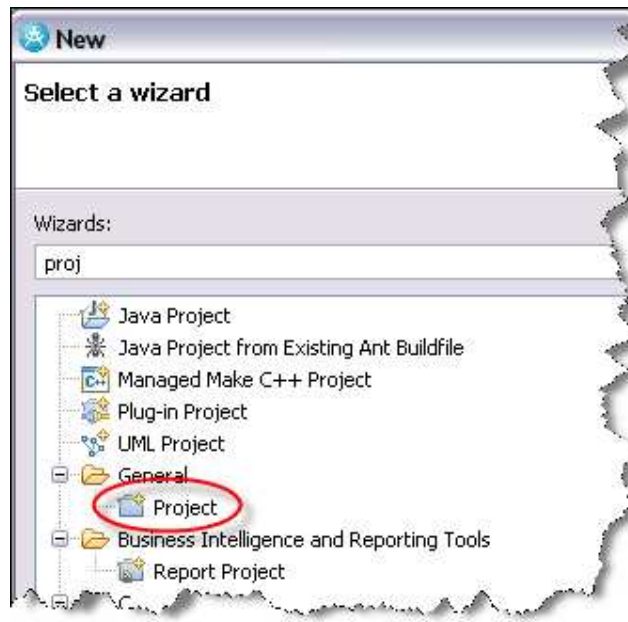 New
Select a wizard
Wizards:
proj
Java Project
Java Project from Existing Ant Buildfile
Managed Make C++ Project
Plug-in Project
UML Project
General
Project
Business Intelligence and Reporting Tools
Report Project